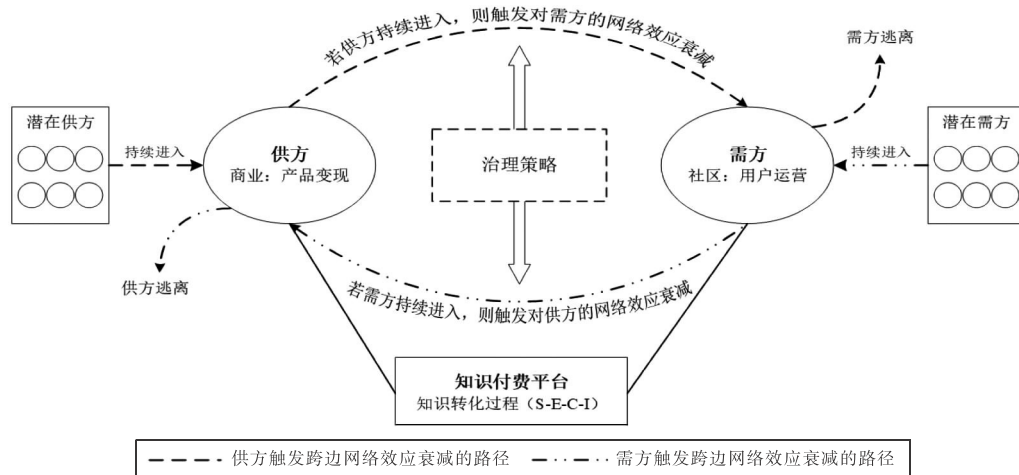 若供方持续进入，则触发对需方的网络效应衰减
需方逃离
潜在供方
潜在需方
持续进入
供方
商业：产品变现
治理策略
需方
社区：用户运营
持续进入
供方逃离
若需方持续进入，则触发对供方的网络效应衰减
知识付费平台
知识转化过程（S-E-C-I）
供方触发跨边网络效应衰减的路径
需方触发跨边网络效应衰减的路径